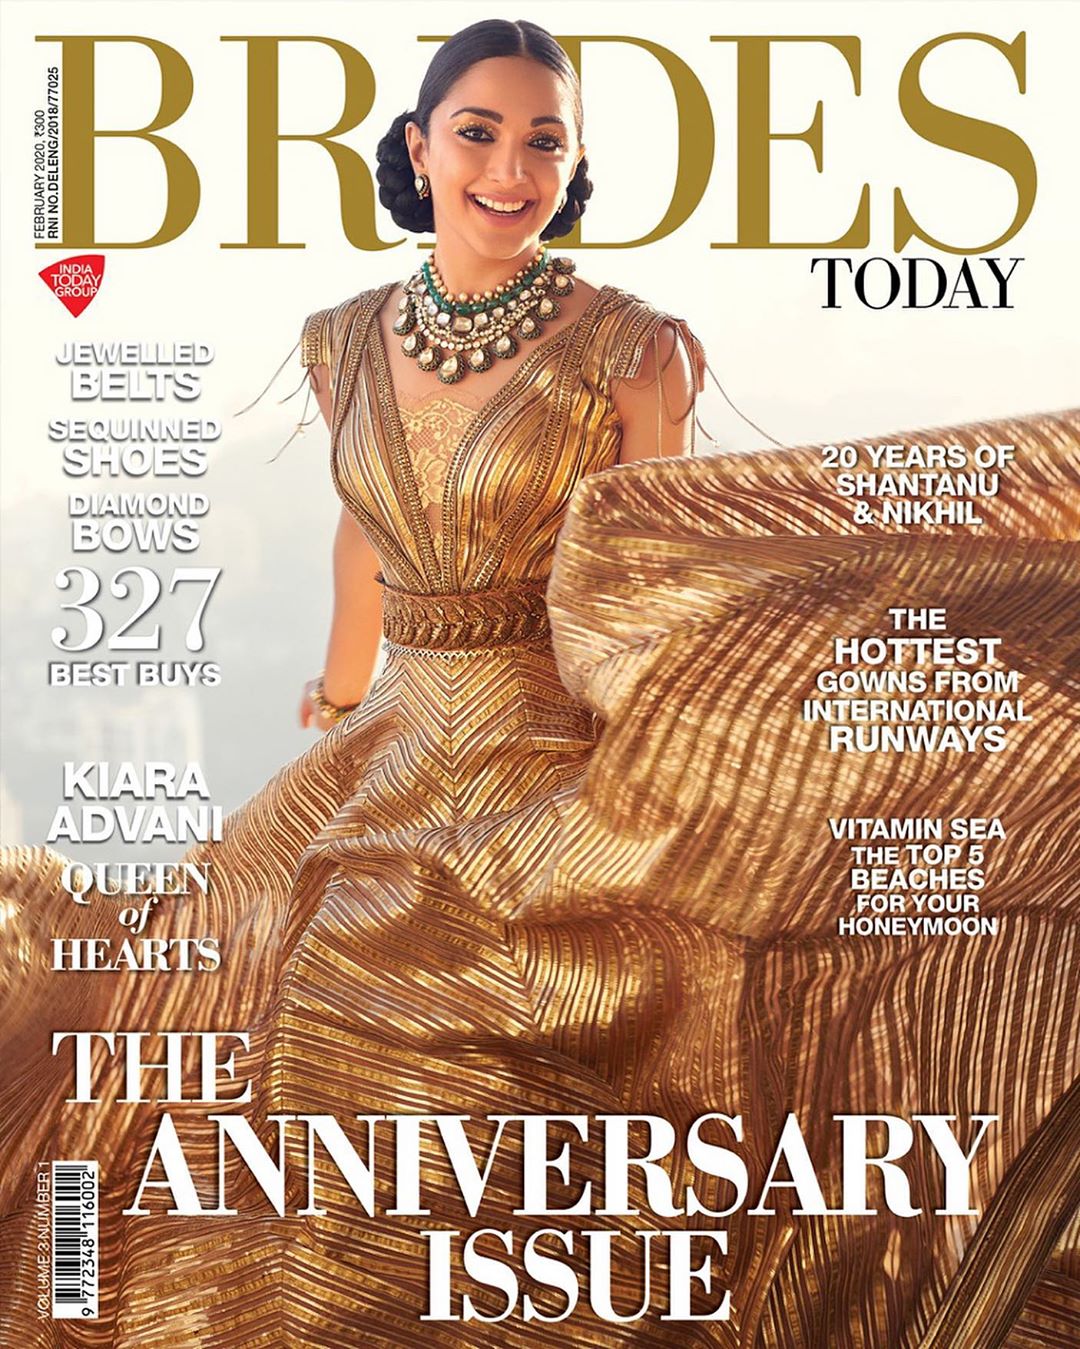 BRIDES
TODAY
FEBRUARY 2020, ₹300
RNI NO.DELENG/2018/77025
INDIA
TODAY
GROUP
JEWELLED
BELTS
SEQUINNED
SHOES
DIAMOND
BOWS
327
BEST BUYS
KIARA
ADVANI
QUEEN
of
HEARTS
20 YEARS OF
SHANTANU
& NIKHIL
THE
HOTTEST
GOWNS FROM
INTERNATIONAL
RUNWAYS
VITAMIN SEA
THE TOP 5
BEACHES
FOR YOUR
HONEYMOON
THE
ANNIVERSARY
ISSUE
VOLUME 3 NUMBER 1
9 772348 116002